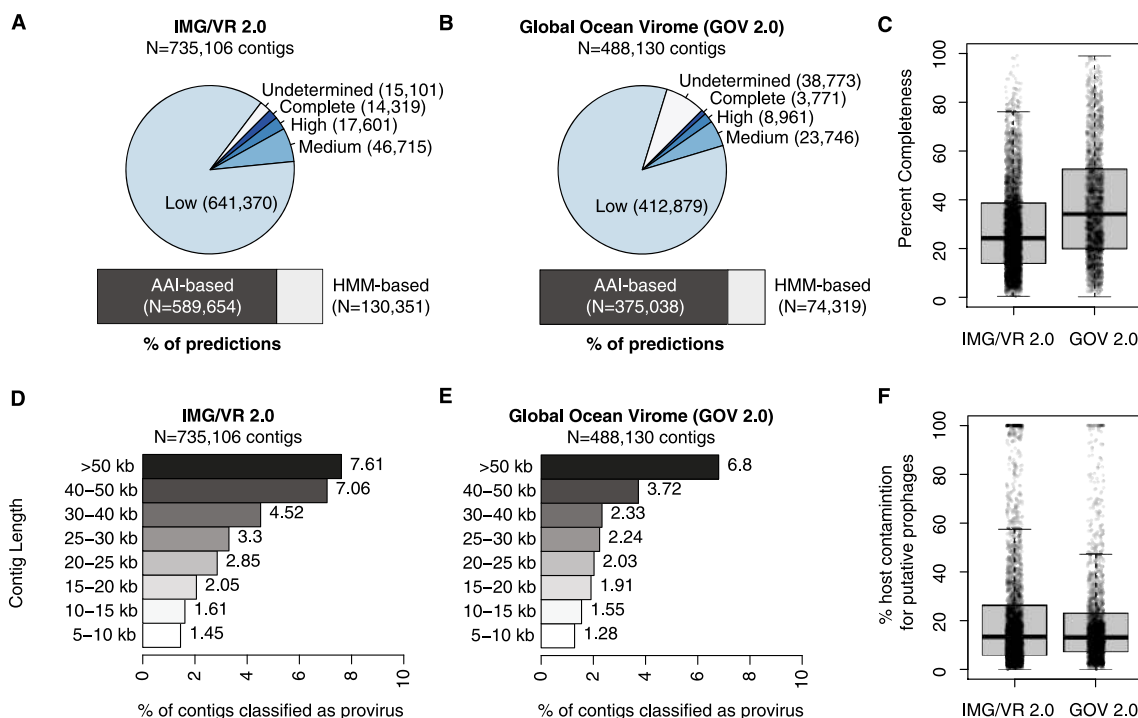 A
IMG/VR 2.0
N=735,106 contigs
Undetermined (15,101)
Complete (14,319)
High (17,601)
Medium (46,715)
Low (641,370)
AAI-based
(N=589,654)
HMM-based
(N=130,351)
% of predictions
B
Global Ocean Virome (GOV 2.0)
N=488,130 contigs
Undetermined (38,773)
Complete (3,771)
High (8,961)
Medium (23,746)
Low (412,879)
AAI-based
(N=375,038)
HMM-based
(N=74,319)
% of predictions
C
Percent Completeness
100
80
60
40
20
0
IMG/VR 2.0 GOV 2.0
D
IMG/VR 2.0
N=735,106 contigs
Contig Length
>50 kb 7.61
40−50 kb 7.06
30−40 kb 4.52
25−30 kb 3.3
20−25 kb 2.85
15−20 kb 2.05
10−15 kb 1.61
5−10 kb 1.45
0 2 4 6 8 10
% of contigs classified as provirus
E
Global Ocean Virome (GOV 2.0)
N=488,130 contigs
>50 kb 6.8
40−50 kb 3.72
30−40 kb 2.33
25−30 kb 2.24
20−25 kb 2.03
15−20 kb 1.91
10−15 kb 1.55
5−10 kb 1.28
0 2 4 6 8 10
% of contigs classified as provirus
F
% host contamintion
for putative prophages
100
80
60
40
20
0
IMG/VR 2.0 GOV 2.0